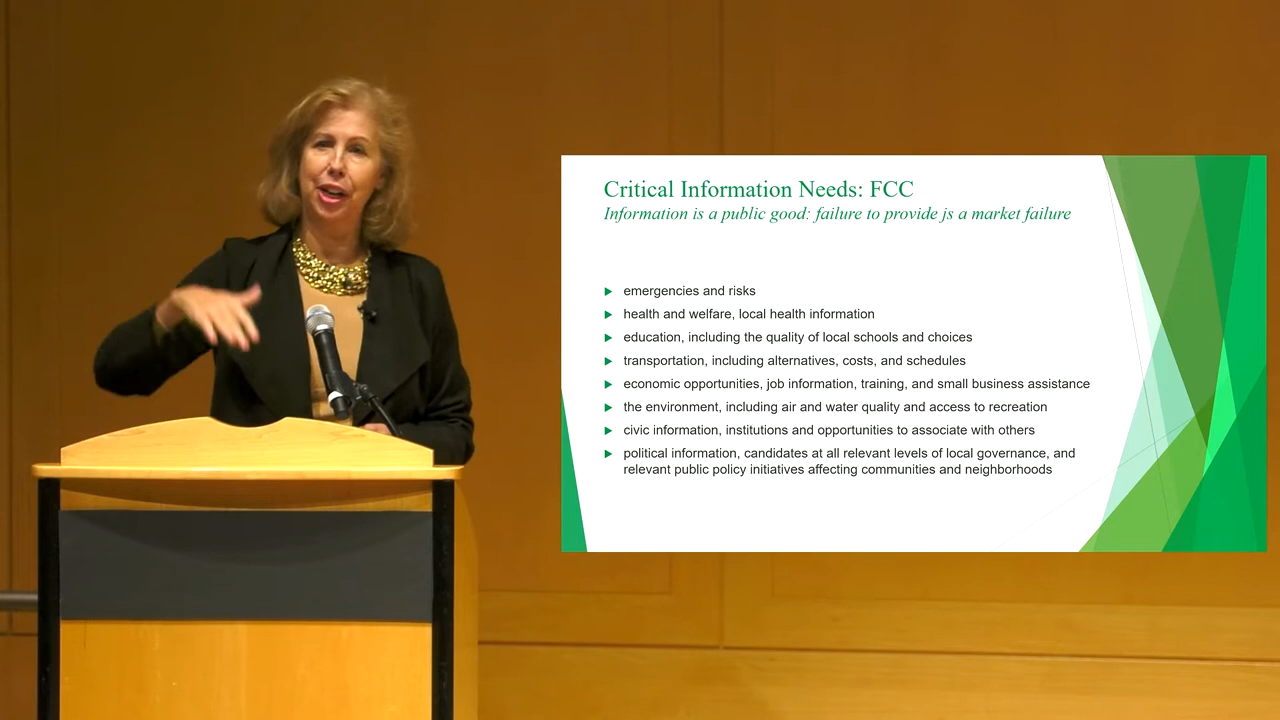 Critical Information Needs: FCC
Information is a public good: failure to provide js a market failure
emergencies and risks
health and welfare, local health information
education, including the quality of local schools and choices
transportation, including alternatives, costs, and schedules
economic opportunities, job information, training, and small business assistance
the environment, including air and water quality and access to recreation
civic information, institutions and opportunities to associate with others
political information, candidates at all relevant levels of local governance, and
relevant public policy initiatives affecting communities and neighborhoods